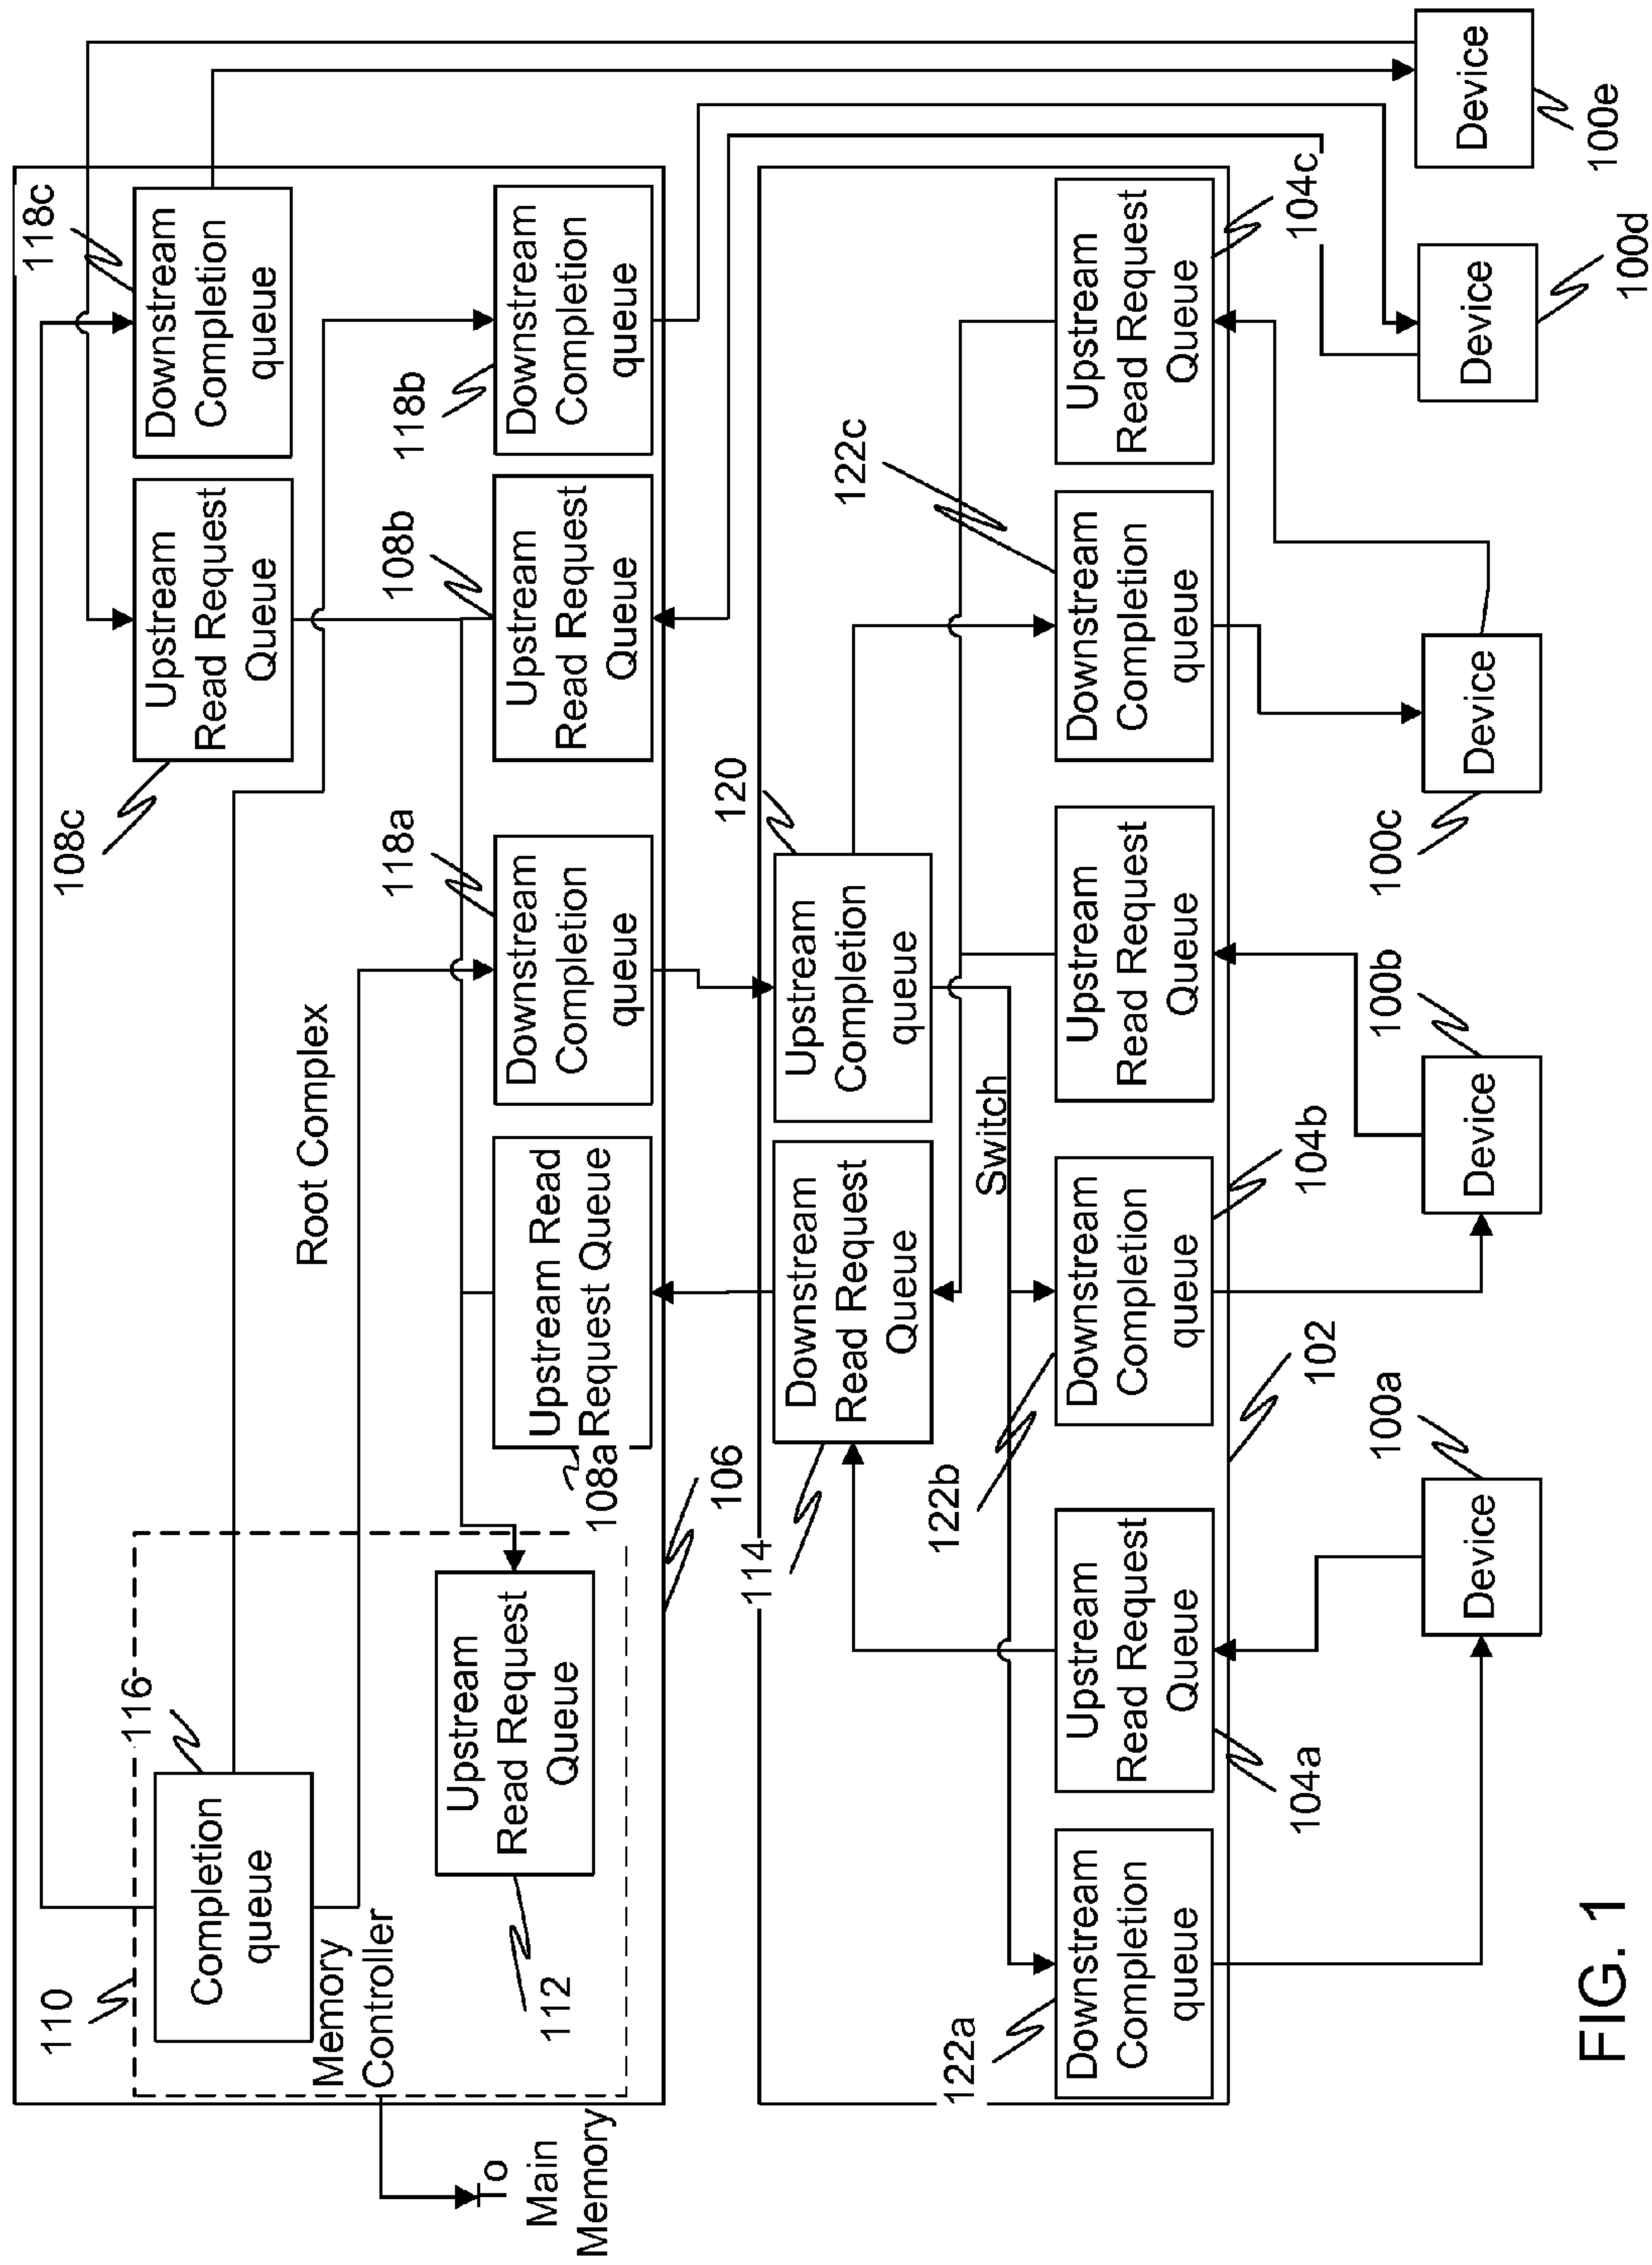 110
116
Completion
queue
Memory
Controller
Upstream
Read Request
Queue
112
To
Main
Memory
Root Complex
108c
Upstream
Read Request
Queue
118c
Downstream
Completion
queue
108a
Upstream Read
Request Queue
118a
Downstream
Completion
queue
108b
Upstream
Read Request
Queue
118b
Downstream
Completion
queue
106
114
Downstream
Read Request
Queue
120
Upstream
Completion
queue
Switch
122a
Downstream
Completion
queue
Upstream
Read Request
Queue
104a
122b
Downstream
Completion
queue
104b
Upstream
Read Request
Queue
122c
Downstream
Completion
queue
Upstream
Read Request
Queue
104c
102
100a
Device
100b
Device
100c
Device
Device
100d
Device
100e
FIG. 1